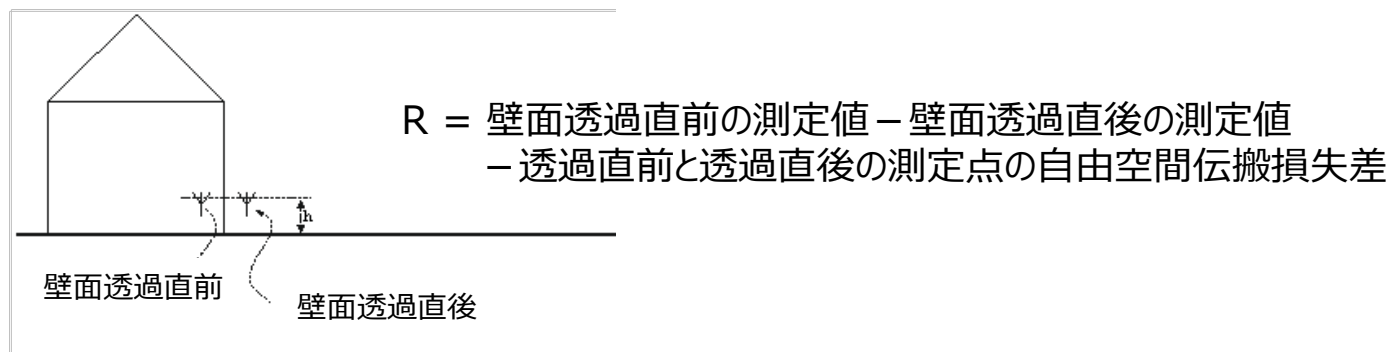 R = 壁面透過直前の測定値－壁面透過直後の測定値
－透過直前と透過直後の測定点の自由空間伝搬損失差
h
壁面透過直前
壁面透過直後